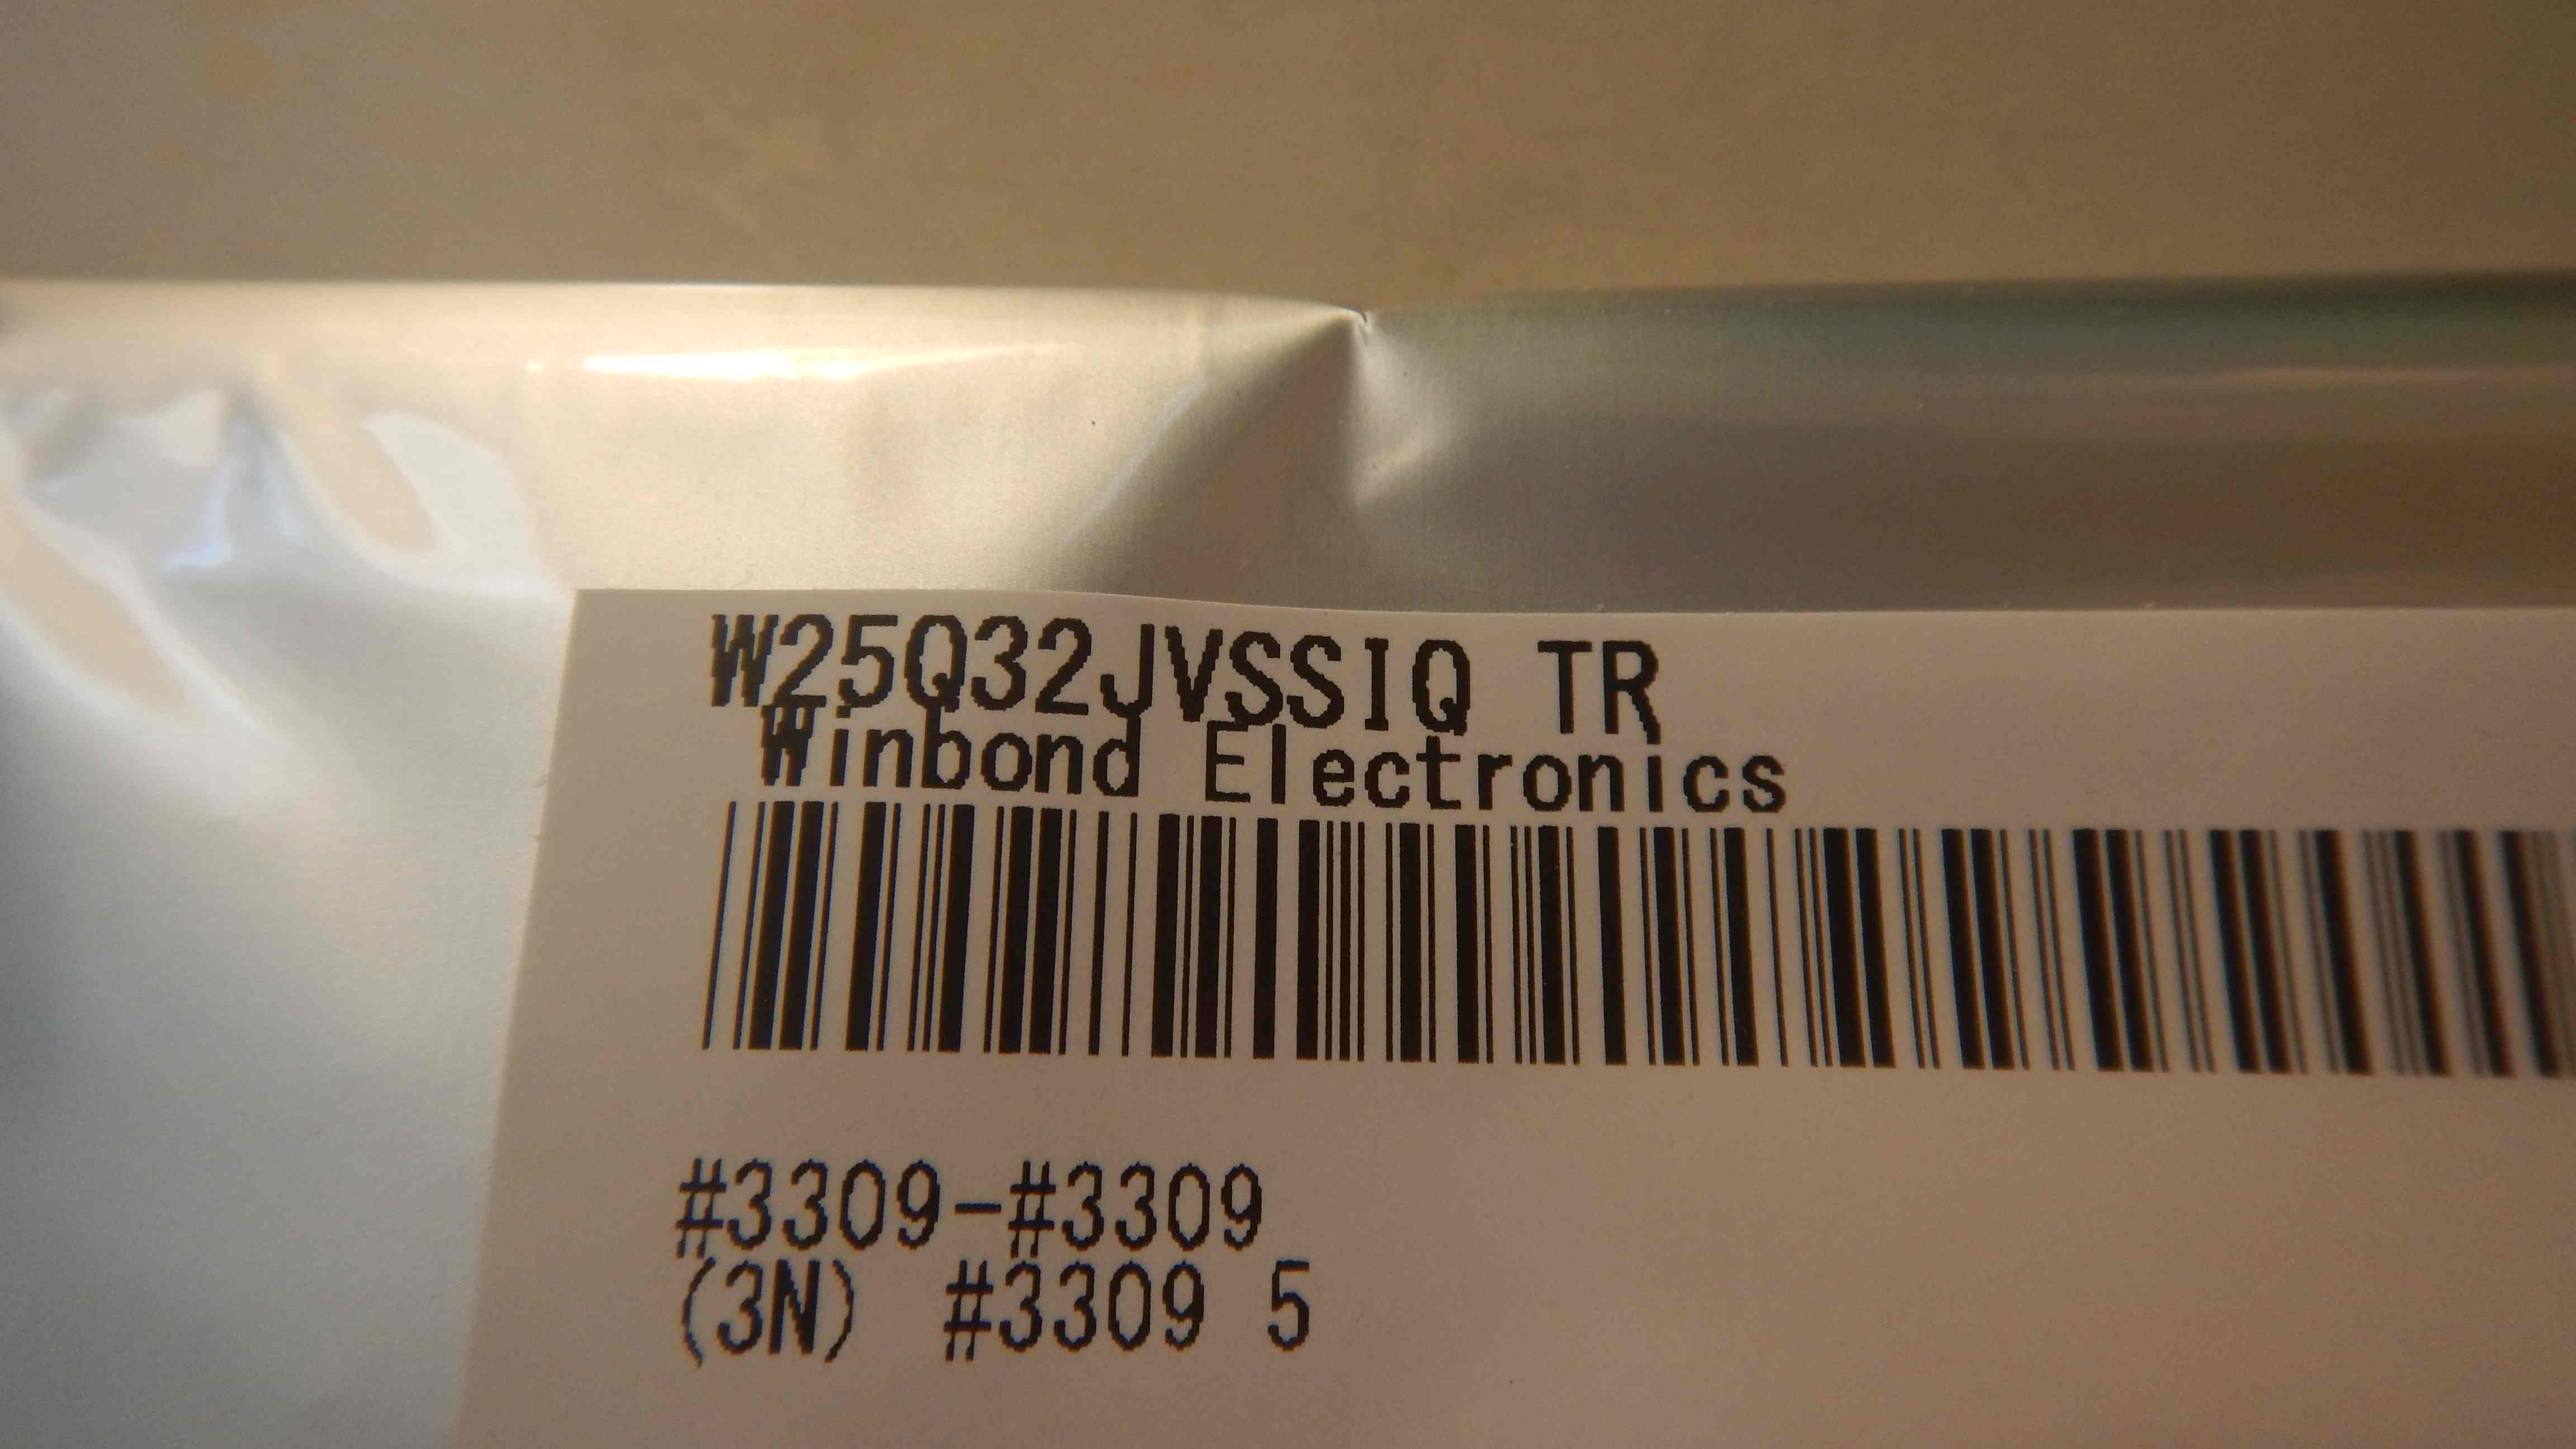 W25Q32JVSSIQ TR
Winbond Electronics
#3309-#3309
(3N) #3309 5